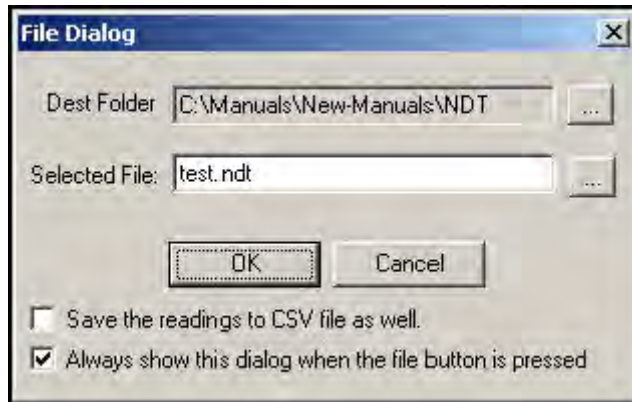 File Dialog
Dest Folder C:\Manuals\New-Manuals\NDT ...
Selected File: test.ndt ...
OK Cancel
Save the readings to CSV file as well.
Always show this dialog when the file button is pressed